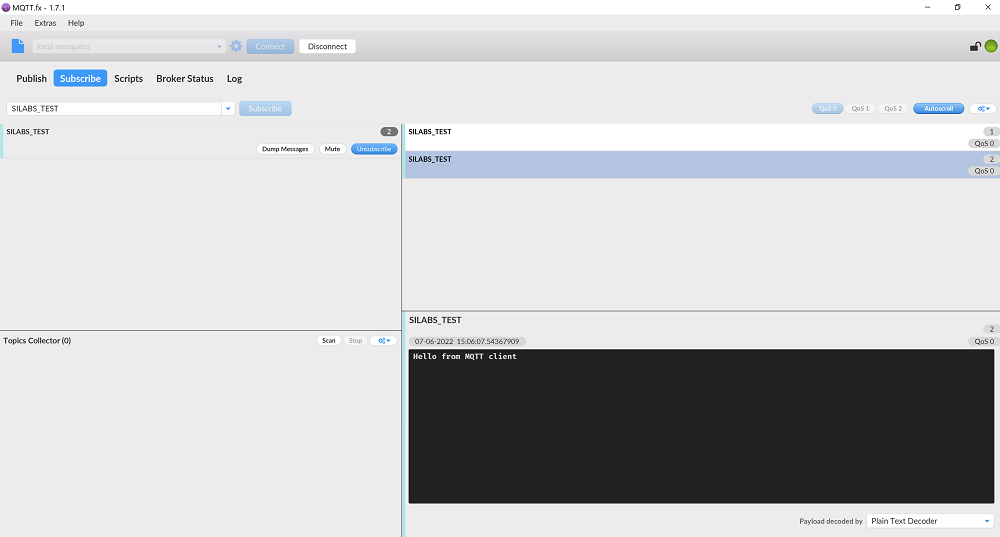 MQTT.fx - 1.7.1
File Extras Help
local mosquitto Connect Disconnect
Publish Subscribe Scripts Broker Status Log
SILABS_TEST Subscribe QoS 0 QoS 1 QoS 2 Autoscroll
SILABS_TEST 2
Dump Messages Mute Unsubscribe
SILABS_TEST 1
QoS 0
SILABS_TEST 2
QoS 0
Topics Collector (0) Scan Stop
SILABS_TEST
2
07-06-2022 15:06:07.54367909 QoS 0
Hello from MQTT client
Payload decoded by Plain Text Decoder